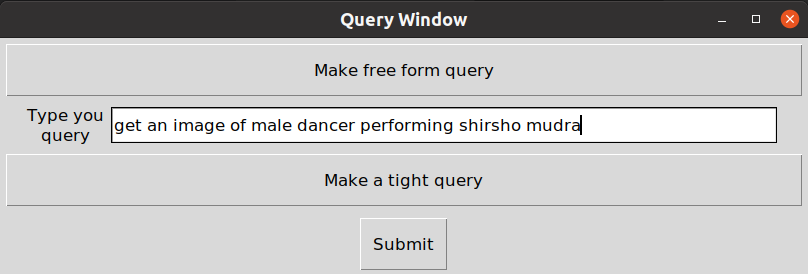 Query Window
Make free form query
Type you
query
get an image of male dancer performing shirsho mudra
Make a tight query
Submit